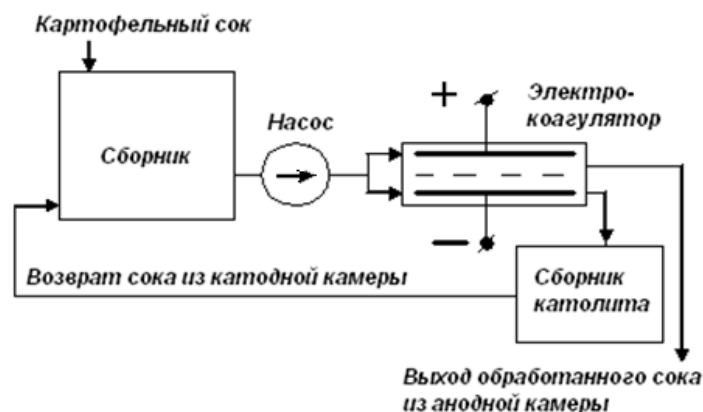 Картофельный сок
Сборник
Насос
+
Электро-
коагулятор
−
Возврат сока из катодной камеры
Сборник
католита
Выход обработанного сока
из анодной камеры